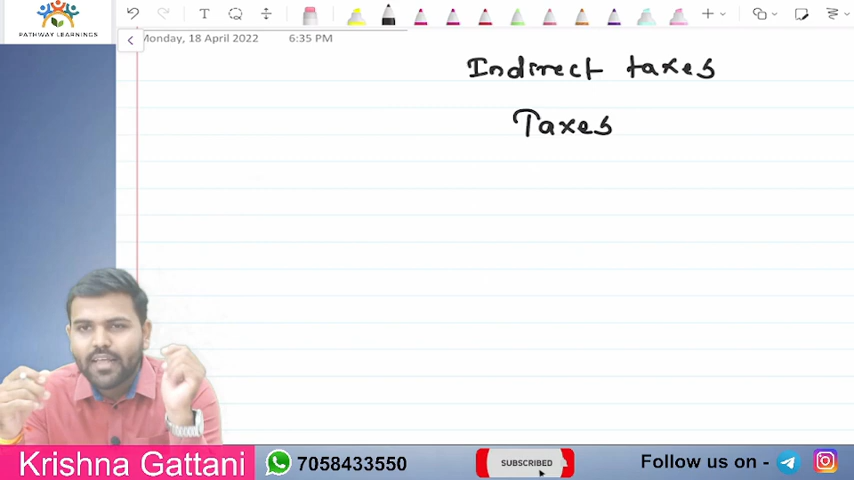 PATHWAY LEARNINGS
Monday, 18 April 2022 6:35 PM
Indirect taxes
Taxes
Krishna Gattani
7058433550
SUBSCRIBED
Follow us on -